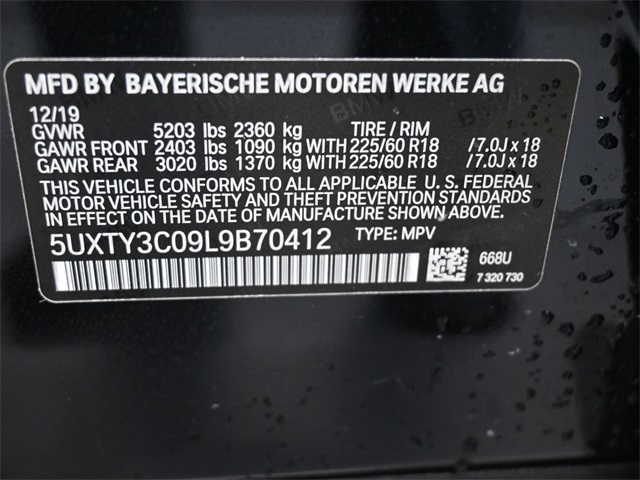 MFD BY BAYERISCHE MOTOREN WERKE AG
12/19
GVWR 5203 lbs 2360 kg TIRE / RIM
GAWR FRONT 2403 lbs 1090 kg WITH 225/60 R18 / 7.0J x 18
GAWR REAR 3020 lbs 1370 kg WITH 225/60 R18 / 7.0J x 18
THIS VEHICLE CONFORMS TO ALL APPLICABLE U. S. FEDERAL
MOTOR VEHICLE SAFETY AND THEFT PREVENTION STANDARDS
IN EFFECT ON THE DATE OF MANUFACTURE SHOWN ABOVE.
5UXTY3C09L9B70412 TYPE: MPV
668U
7 320 730